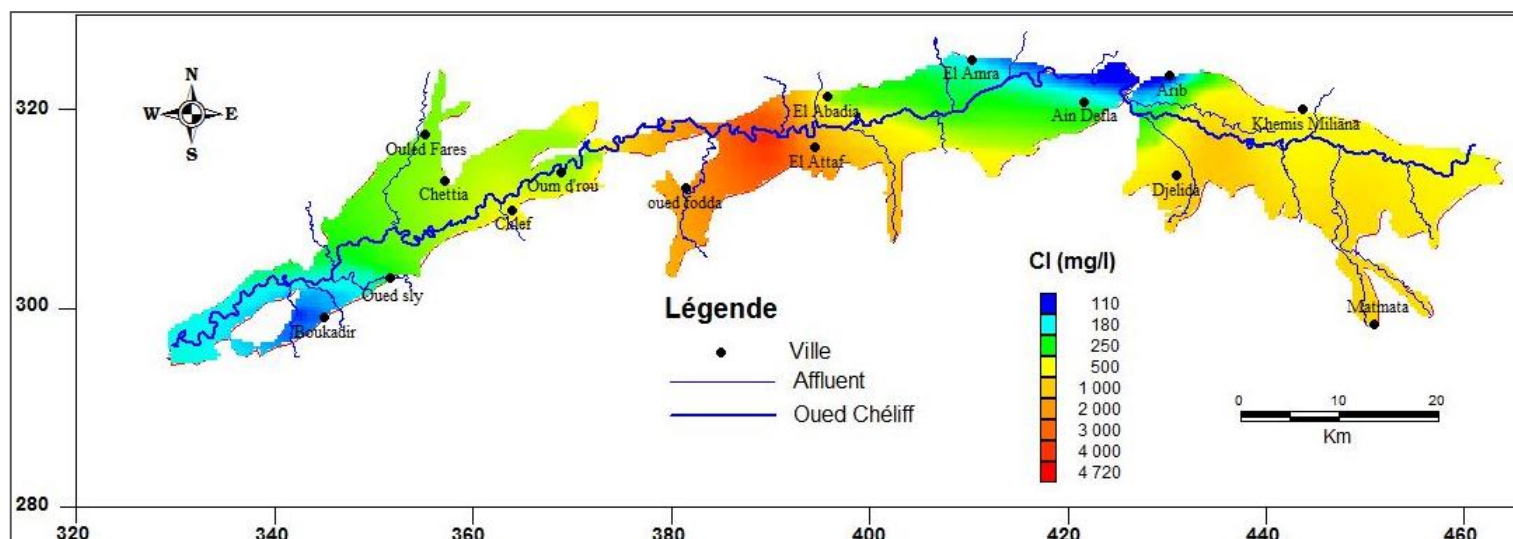 N
W E
S
320
300
280
320 340 360 380 400 420 440 460
El Amra
Arib
El Abadia
Ain Defla
Khemis Miliana
Ouled Fares
El Attaf
Chettia
Oum d'rou
oued fodda
Djelida
Chlef
Oued sly
Boukadir
Matmata
Légende
Ville
Affluent
Oued Chéliff
Cl (mg/l)
110
180
250
500
1 000
2 000
3 000
4 000
4 720
0 20
Km